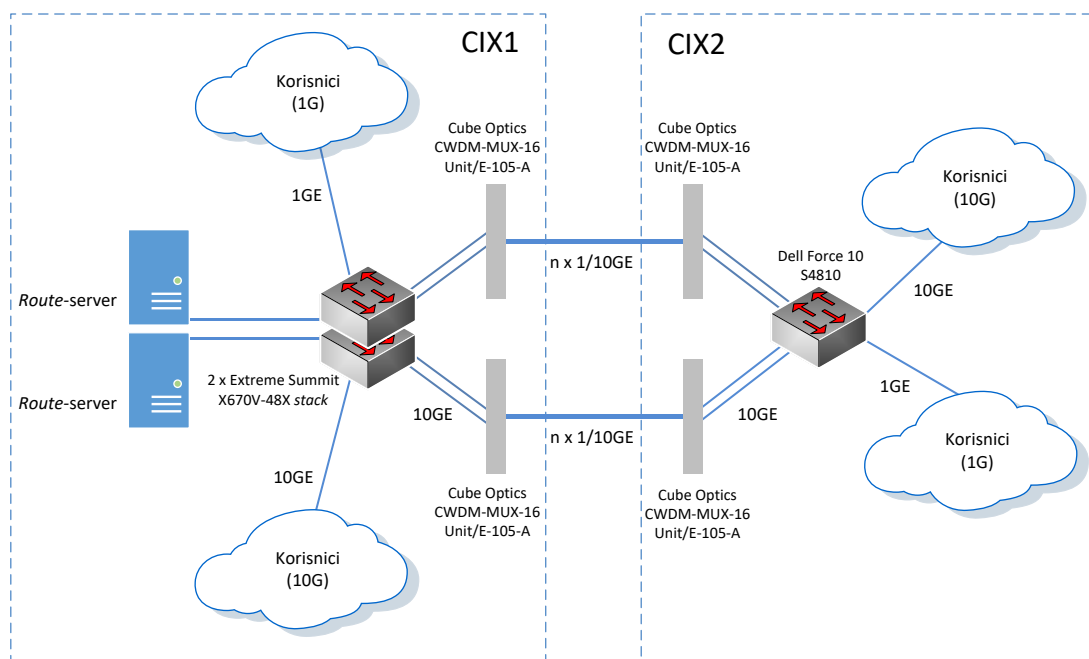 CIX1
CIX2
Korisnici
(1G)
Cube Optics
CWDM-MUX-16
Unit/E-105-A
Cube Optics
CWDM-MUX-16
Unit/E-105-A
Korisnici
(10G)
1GE
n x 1/10GE
Dell Force 10
S4810
10GE
Route-server
Route-server
2 x Extreme Summit
X670V-48X stack
10GE
n x 1/10GE
10GE
1GE
Korisnici
(1G)
10GE
Cube Optics
CWDM-MUX-16
Unit/E-105-A
Cube Optics
CWDM-MUX-16
Unit/E-105-A
Korisnici
(10G)